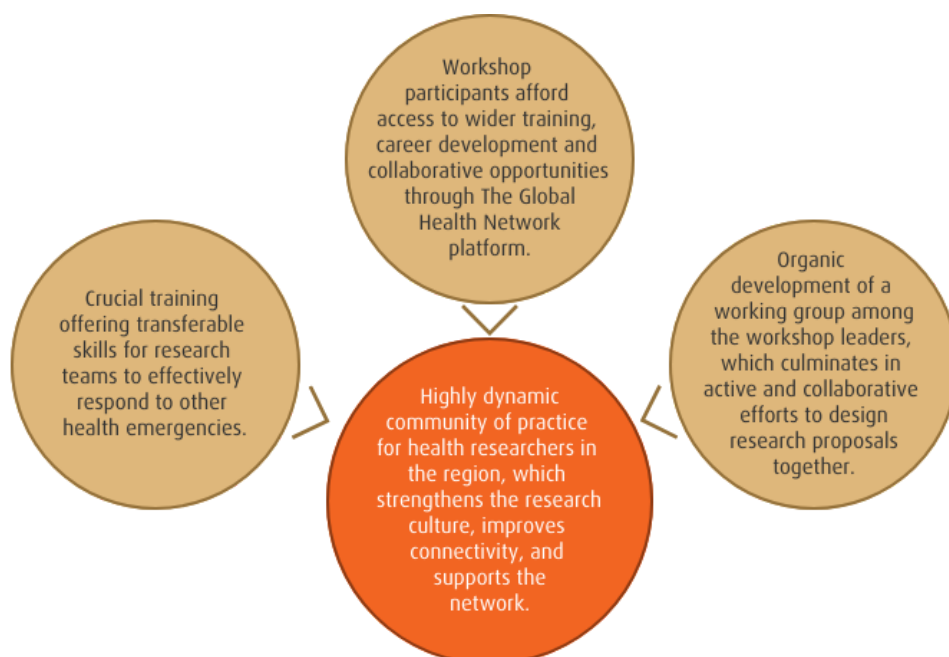 Workshop
participants afford
access to wider training,
career development and
collaborative opportunities
through The Global
Health Network
platform.
Crucial training
offering transferable
skills for research
teams to effectively
respond to other
health emergencies.
Organic
development of a
working group among
the workshop leaders,
which culminates in
active and collaborative
efforts to design
research proposals
together.
Highly dynamic
community of practice
for health researchers in
the region, which
strengthens the research
culture, improves
connectivity, and
supports the
network.